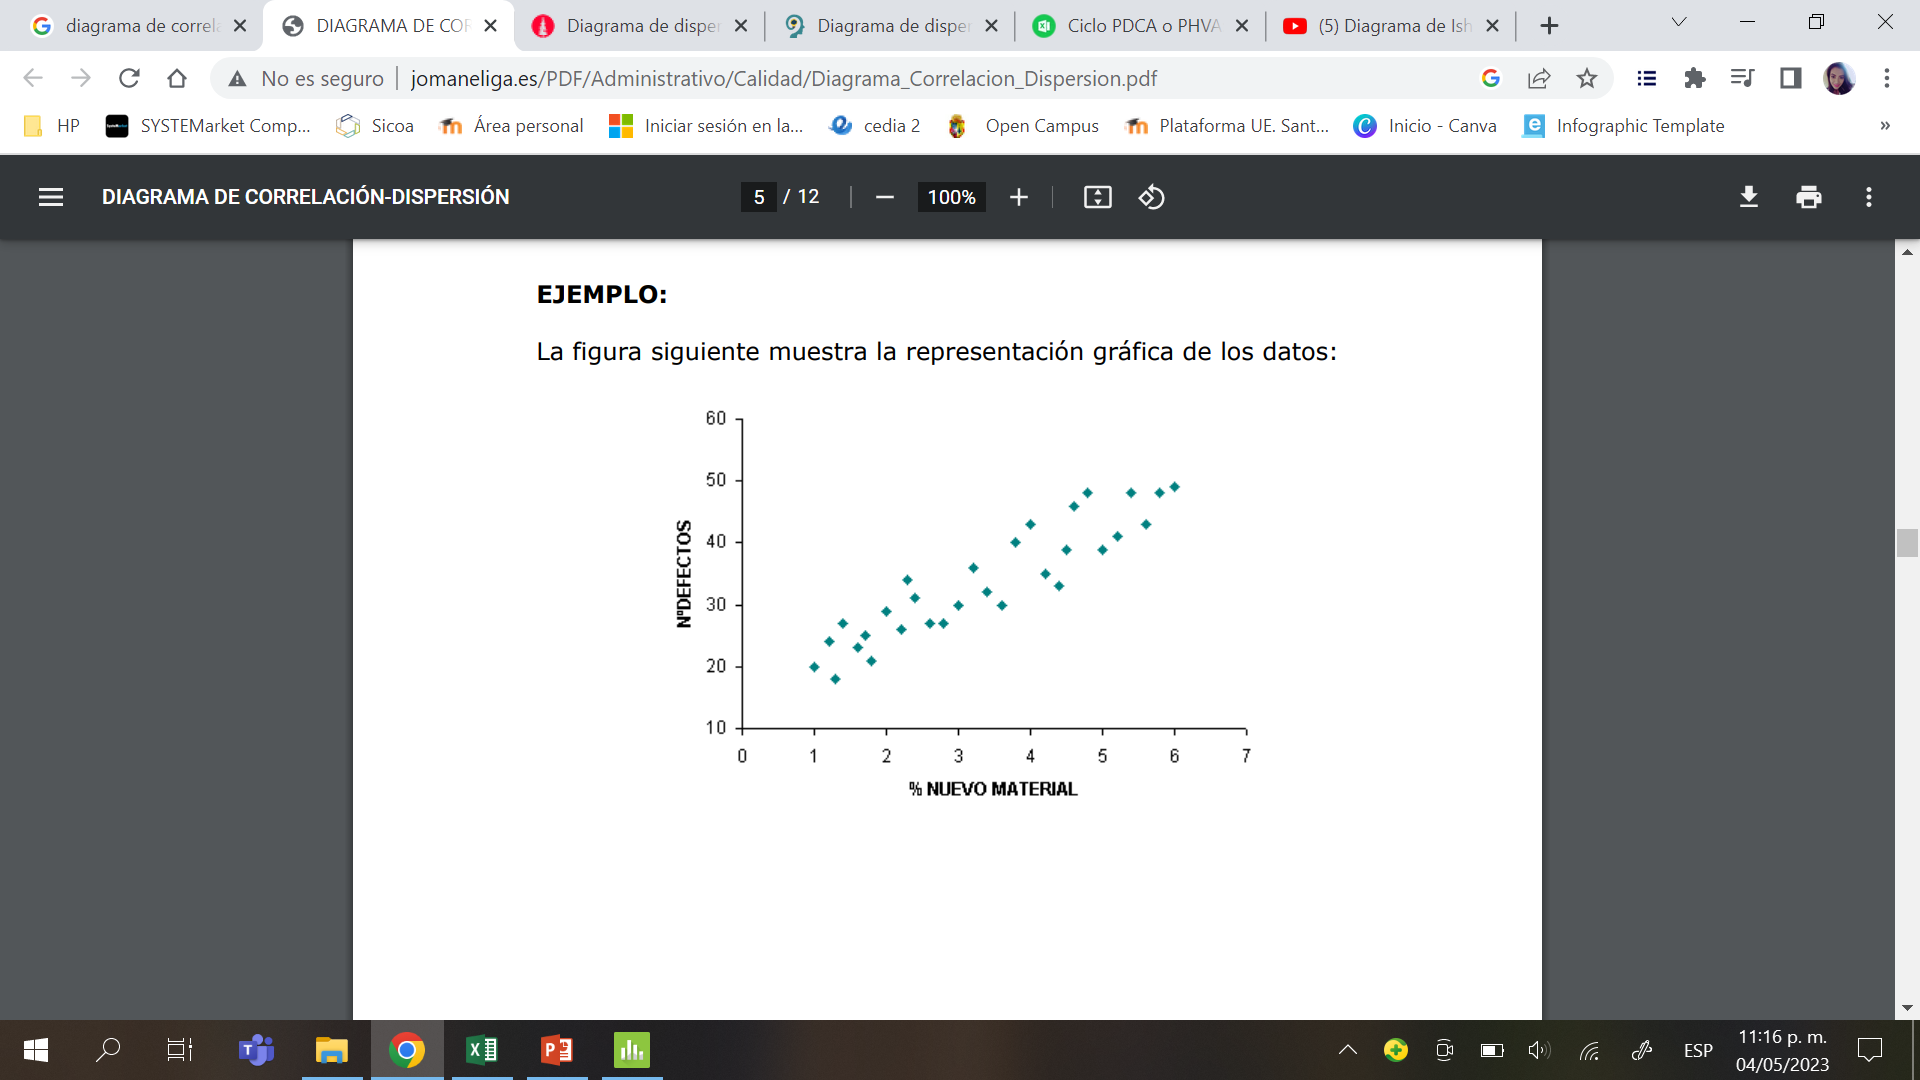 diagrama de correla
DIAGRAMA DE COR
Diagrama de disper
Diagrama de disper
Ciclo PDCA o PHVA
(5) Diagrama de Ish
No es seguro
jomaneliga.es/PDF/Administrativo/Calidad/Diagrama_Correlacion_Dispersion.pdf
HP
SYSTEMarket Comp...
Sicoa
Área personal
Iniciar sesión en la...
cedia 2
Open Campus
Plataforma UE. Sant...
Inicio - Canva
Infographic Template
»
DIAGRAMA DE CORRELACIÓN-DISPERSIÓN
5 / 12
100%
EJEMPLO:
La figura siguiente muestra la representación gráfica de los datos:
60
50
40
30
20
10
NºDEFECTOS
0 1 2 3 4 5 6 7
% NUEVO MATERIAL
ESP
11:16 p. m.
04/05/2023